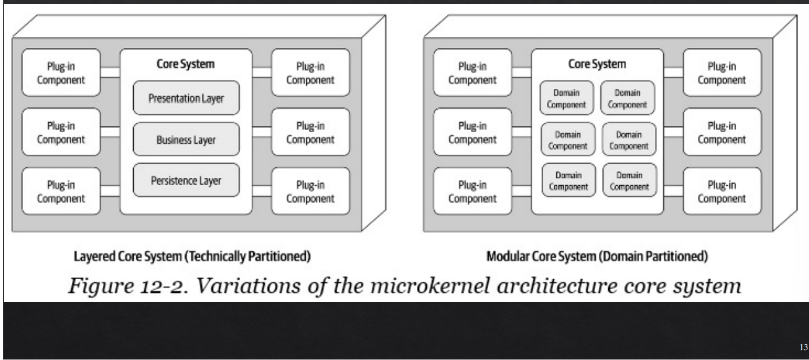 Plug-in
Component
Plug-in
Component
Plug-in
Component
Core System
Presentation Layer
Business Layer
Persistence Layer
Plug-in
Component
Plug-in
Component
Plug-in
Component
Layered Core System (Technically Partitioned)
Plug-in
Component
Plug-in
Component
Plug-in
Component
Core System
Domain
Component
Domain
Component
Domain
Component
Domain
Component
Domain
Component
Domain
Component
Plug-in
Component
Plug-in
Component
Plug-in
Component
Modular Core System (Domain Partitioned)
Figure 12-2. Variations of the microkernel architecture core system
13